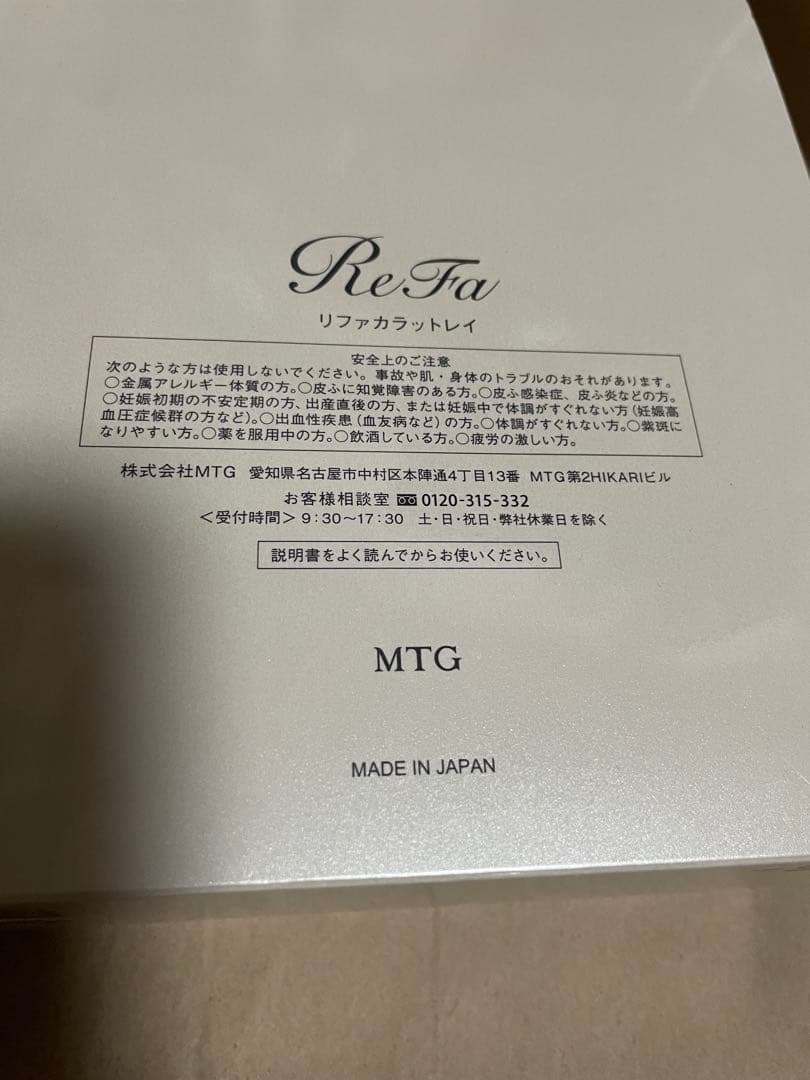 ReFa
リファカラットレイ
安全上のご注意
次のような方は使用しないでください。事故や肌・身体のトラブルのおそれがあります。
○金属アレルギー体質の方。○皮ふに知覚障害のある方。○皮ふ感染症、皮ふ炎などの方。
○妊娠初期の不安定期の方、出産直後の方、または妊娠中で体調がすぐれない方（妊娠高
血圧症候群の方など）。○出血性疾患（血友病など）の方。○体調がすぐれない方。○紫斑に
なりやすい方。○薬を服用中の方。○飲酒している方。○疲労の激しい方。
株式会社MTG 愛知県名古屋市中村区本陣通4丁目13番 MTG第2HIKARIビル
お客様相談室 0120-315-332
＜受付時間＞9:30〜17:30 土・日・祝日・弊社休業日を除く
説明書をよく読んでからお使いください。
MTG
MADE IN JAPAN